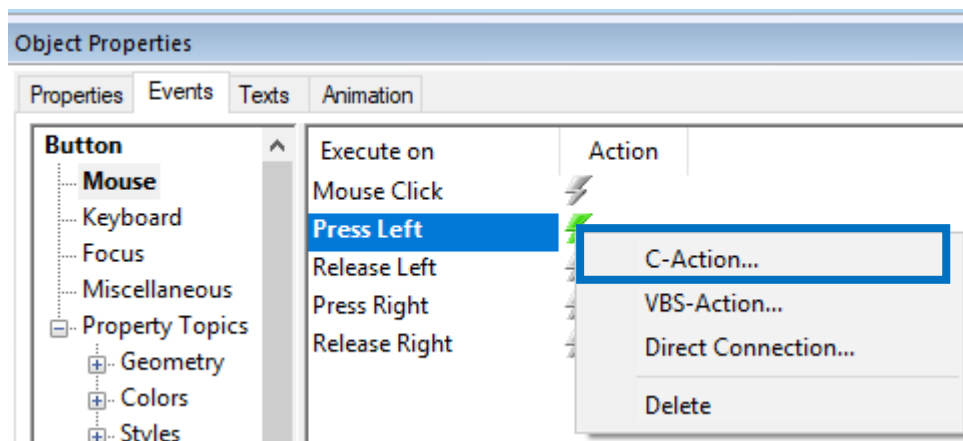 Object Properties
Properties Events Texts Animation
Button
Mouse
Keyboard
Focus
Miscellaneous
Property Topics
Geometry
Colors
Styles
Execute on Action
Mouse Click
Press Left
Release Left
Press Right
Release Right
C-Action...
VBS-Action...
Direct Connection...
Delete